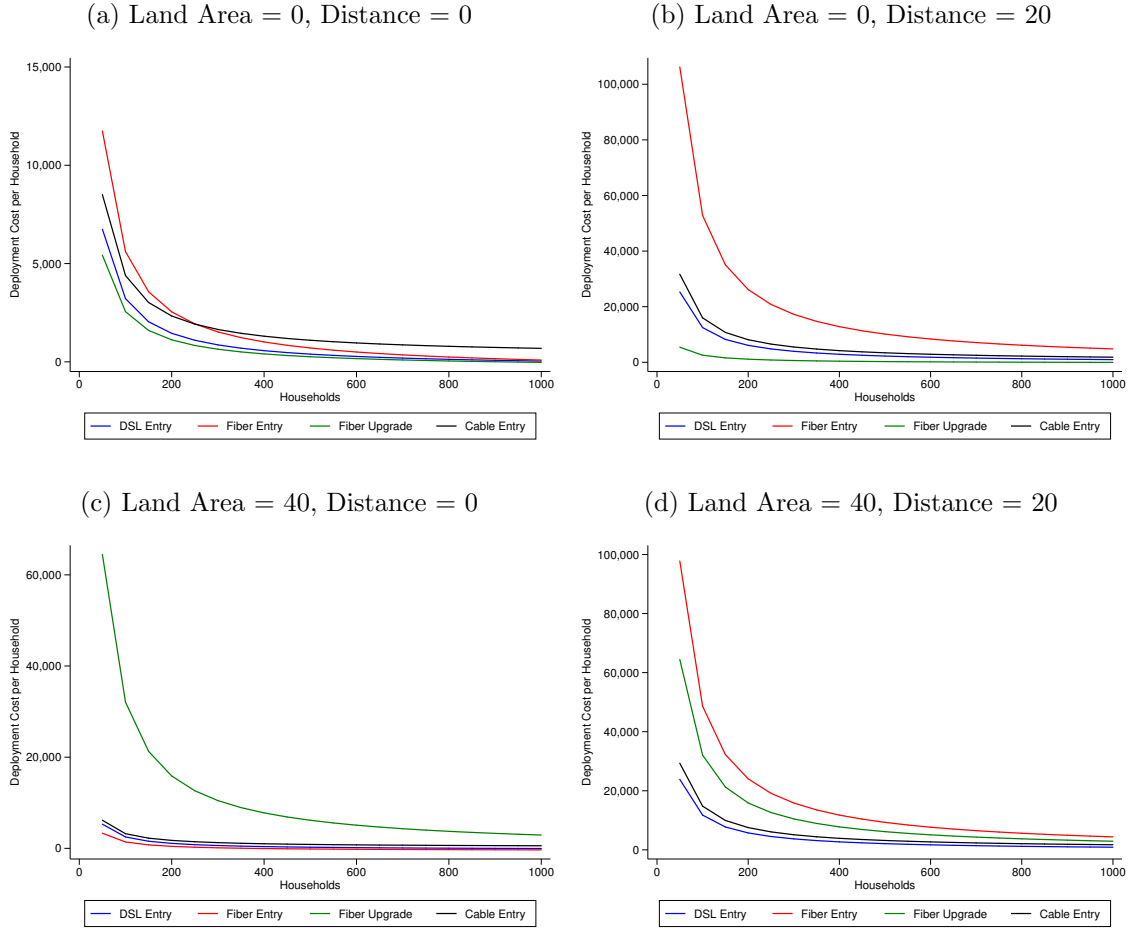 (a) Land Area = 0, Distance = 0
15,000
10,000
5,000
0
Deployment Cost per Household
0 200 400 600 800 1000
Households
DSL Entry Fiber Entry Fiber Upgrade Cable Entry
(b) Land Area = 0, Distance = 20
100,000
80,000
60,000
40,000
20,000
0
Deployment Cost per Household
0 200 400 600 800 1000
Households
DSL Entry Fiber Entry Fiber Upgrade Cable Entry
(c) Land Area = 40, Distance = 0
60,000
40,000
20,000
0
Deployment Cost per Household
0 200 400 600 800 1000
Households
DSL Entry Fiber Entry Fiber Upgrade Cable Entry
(d) Land Area = 40, Distance = 20
100,000
80,000
60,000
40,000
20,000
0
Deployment Cost per Household
0 200 400 600 800 1000
Households
DSL Entry Fiber Entry Fiber Upgrade Cable Entry